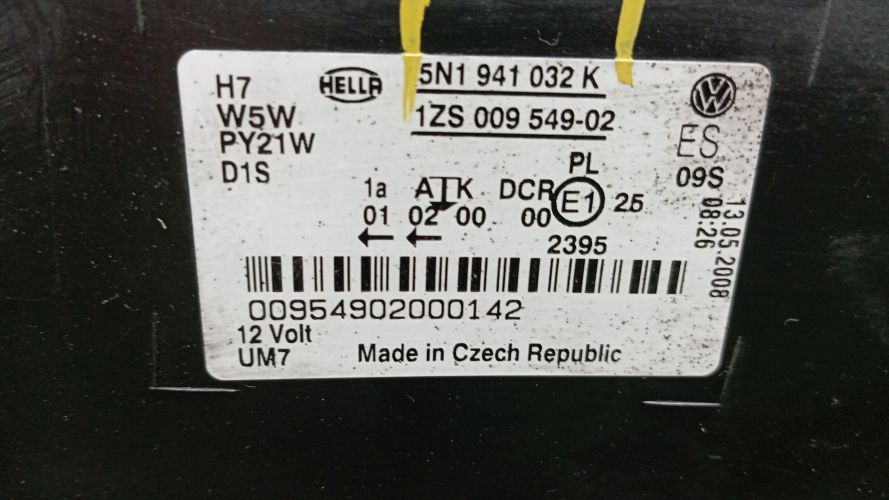 H7
W5W
PY21W
D1S
HELLA
5N1 941 032 K
1ZS 009 549-02
ES
09S
13.05.2008
08:26
PL
1a A K DCR E1 25
01 02 00 00
← ←
2395
00954902000142
12 Volt
UM7
Made in Czech Republic